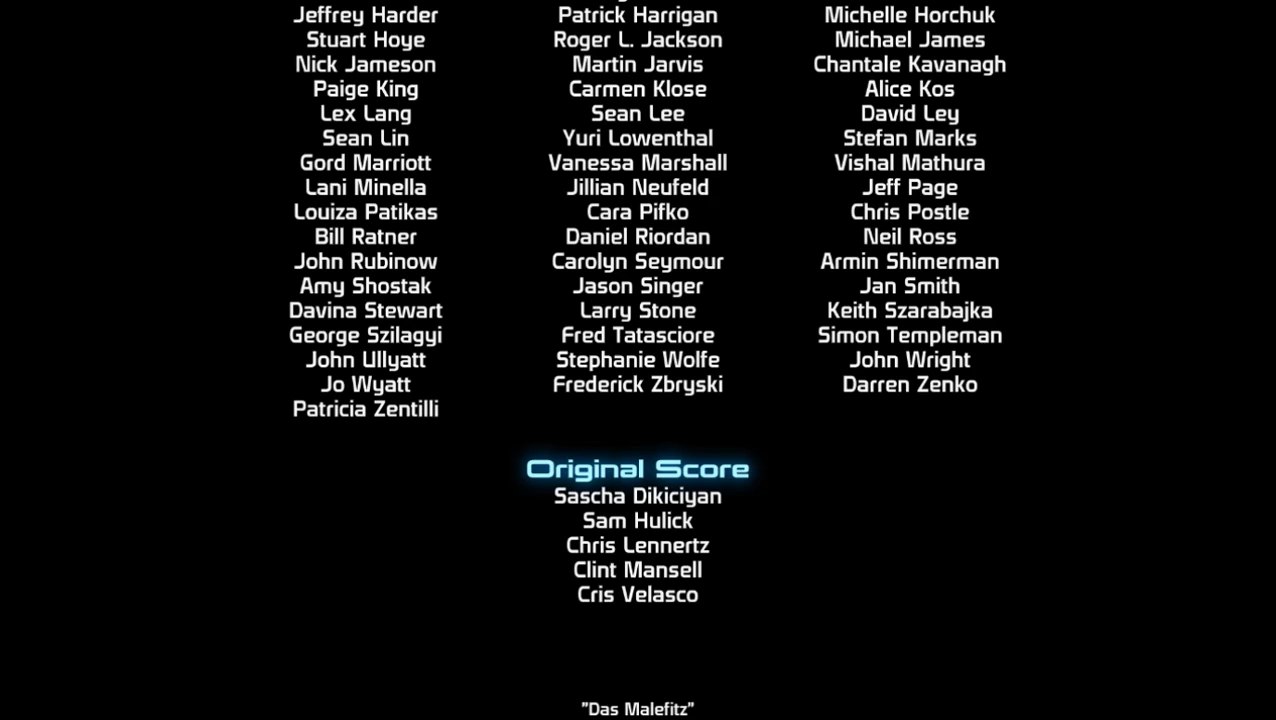 Jeffrey Harder Patrick Harrigan Michelle Horchuk
Stuart Hoye Roger L. Jackson Michael James
Nick Jameson Martin Jarvis Chantale Kavanagh
Paige King Carmen Klose Alice Kos
Lex Lang Sean Lee David Ley
Sean Lin Yuri Lowenthal Stefan Marks
Gord Marriott Vanessa Marshall Vishal Mathura
Lani Minella Jillian Neufeld Jeff Page
Louiza Patikas Cara Pifko Chris Postle
Bill Ratner Daniel Riordan Neil Ross
John Rubinow Carolyn Seymour Armin Shimerman
Amy Shostak Jason Singer Jan Smith
Davina Stewart Larry Stone Keith Szarabajka
George Szilagyi Fred Tatasciore Simon Templeman
John Ullyatt Stephanie Wolfe John Wright
Jo Wyatt Frederick Zbryski Darren Zenko
Patricia Zentilli
Original Score
Sascha Dikiciyan
Sam Hulick
Chris Lennertz
Clint Mansell
Cris Velasco
"Das Malefitz"